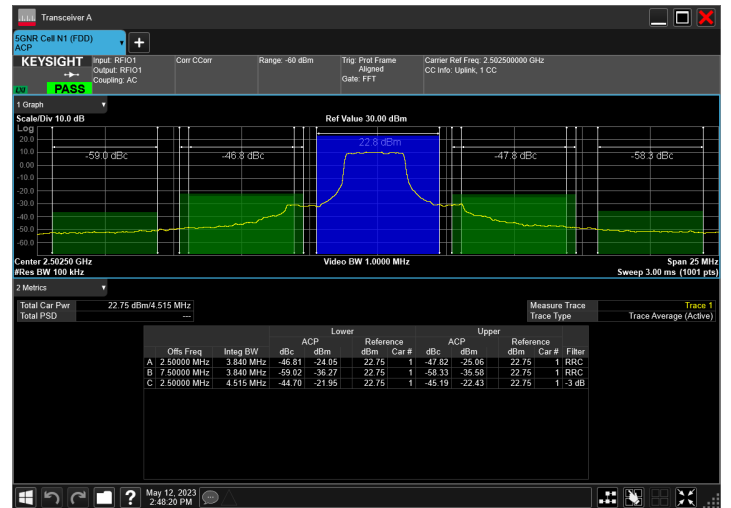 Transceiver A
5GNR Cell N1 (FDD)
ACP
KEYSIGHT
Input: RFIO1
Output: RFIO1
Coupling: AC
Corr CCorr
Range: -60 dBm
Trig: Prot Frame
Aligned
Gate: FFT
Carrier Ref Freq: 2.502500000 GHz
CC Info: Uplink, 1 CC
LXI PASS
1 Graph
Scale/Div 10.0 dB Ref Value 30.00 dBm
Log
20.0
10.0
0.00
-10.0
-20.0
-30.0
-40.0
-50.0
-60.0
-59.0 dBc -46.8 dBc 22.8 dBm -47.8 dBc -58.3 dBc
Center 2.50250 GHz Video BW 1.0000 MHz Span 25 MHz
#Res BW 100 kHz Sweep 3.00 ms (1001 pts)
2 Metrics
Total Car Pwr 22.75 dBm/4.515 MHz Measure Trace Trace 1
Total PSD --- Trace Type Trace Average (Active)
Lower Upper
ACP Reference ACP Reference
Offs Freq Integ BW dBc dBm dBm Car # dBc dBm dBm Car # Filter
A 2.50000 MHz 3.840 MHz -46.81 -24.05 22.75 1 -47.82 -25.06 22.75 1 RRC
B 7.50000 MHz 3.840 MHz -59.02 -36.27 22.75 1 -58.33 -35.58 22.75 1 RRC
C 2.50000 MHz 4.515 MHz -44.70 -21.95 22.75 1 -45.19 -22.43 22.75 1 -3 dB
May 12, 2023
2:48:20 PM